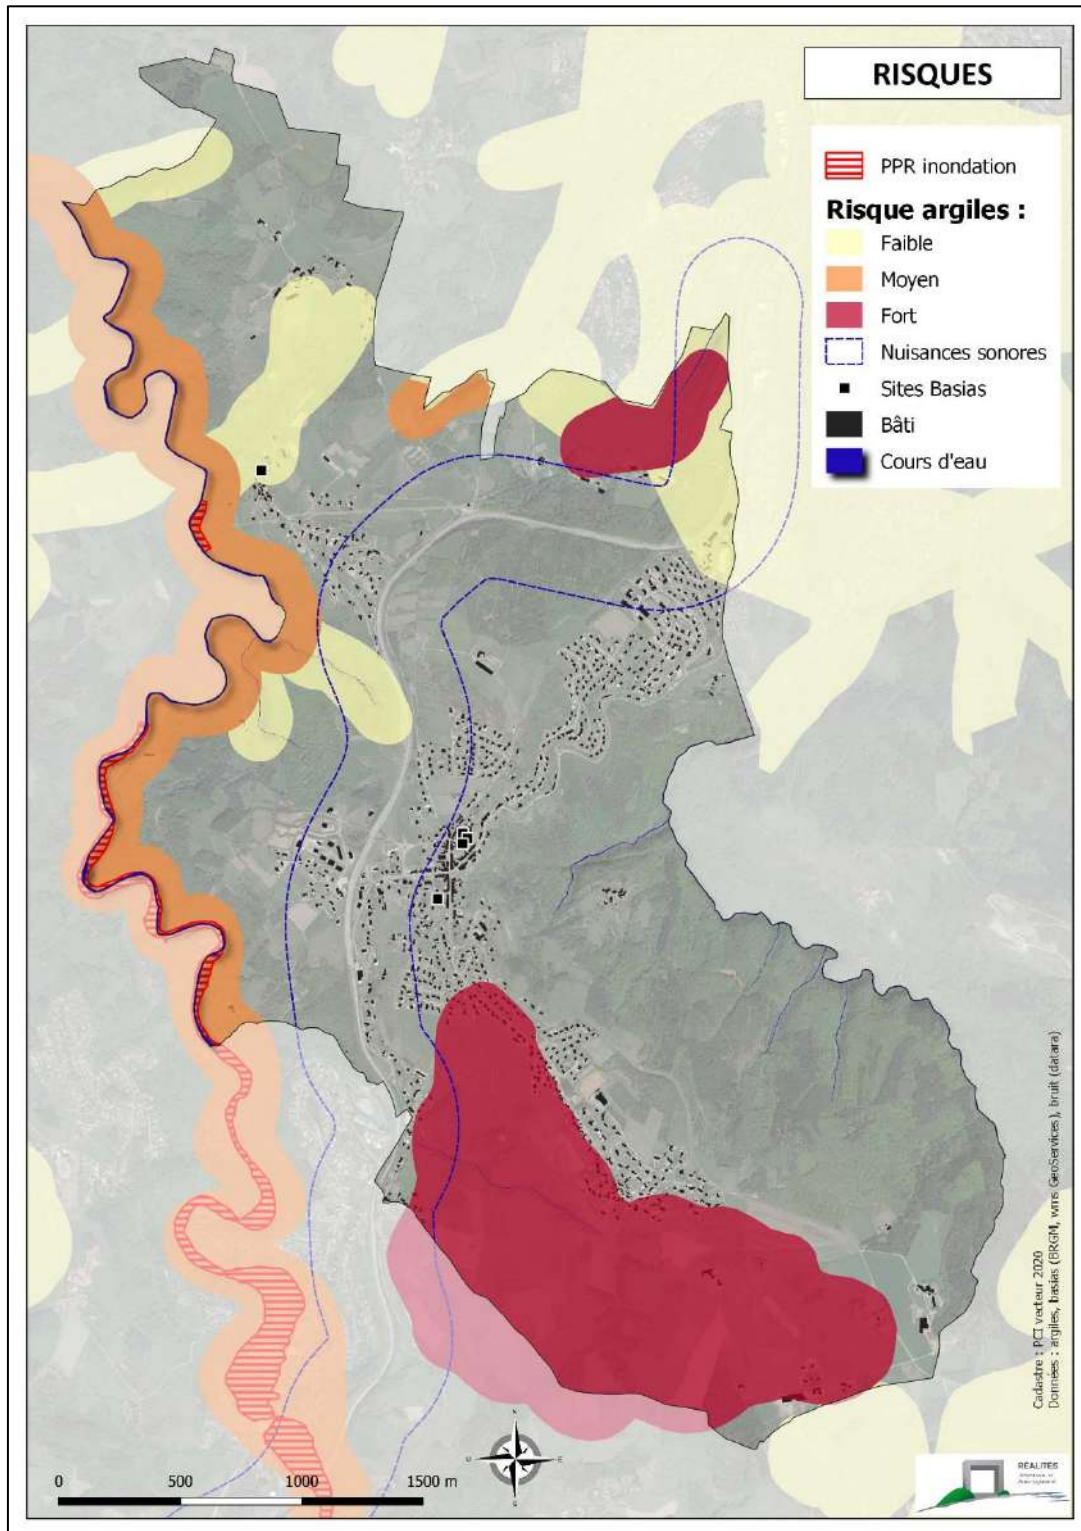 RISQUES
PPR inondation
Risque argiles :
Faible
Moyen
Fort
Nuisances sonores
Sites Basias
Bâti
Cours d'eau
Cadastre : PCI vecteur 2020
Données : argiles, basias (BRGM, wms GeoServices), bruit (datara)
0 500 1000 1500 m
N
E
S
RÉALITÉS